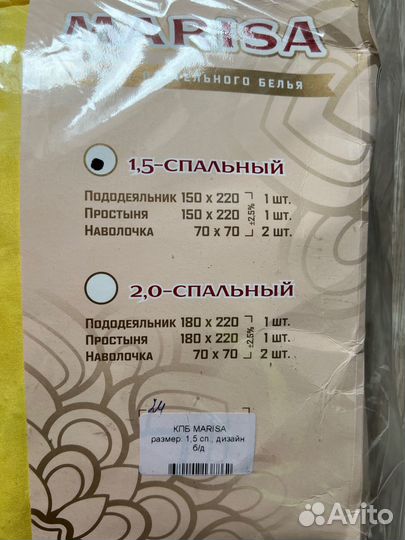 MARISA
ПОСТЕЛЬНОГО БЕЛЬЯ
1,5-СПАЛЬНЫЙ
ПОДОДЕЯЛЬНИК 150 x 220 1 ШТ.
ПРОСТЫНЯ 150 x 220 ±2,5% 1 ШТ.
НАВОЛОЧКА 70 x 70 2 ШТ.
2,0-СПАЛЬНЫЙ
ПОДОДЕЯЛЬНИК 180 x 220 1 ШТ.
ПРОСТЫНЯ 180 x 220 ±2,5% 1 ШТ.
НАВОЛОЧКА 70 x 70 2 ШТ.
КПБ MARISA
размер: 1,5 сп., дизайн
б/д
Avito